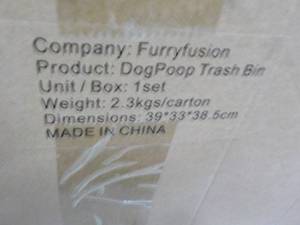 Company: Furryfusion
Product: DogPoop Trash Bin
Unit / Box: 1set
Weight: 2.3kgs/carton
Dimensions: 39*33*38.5cm
MADE IN CHINA